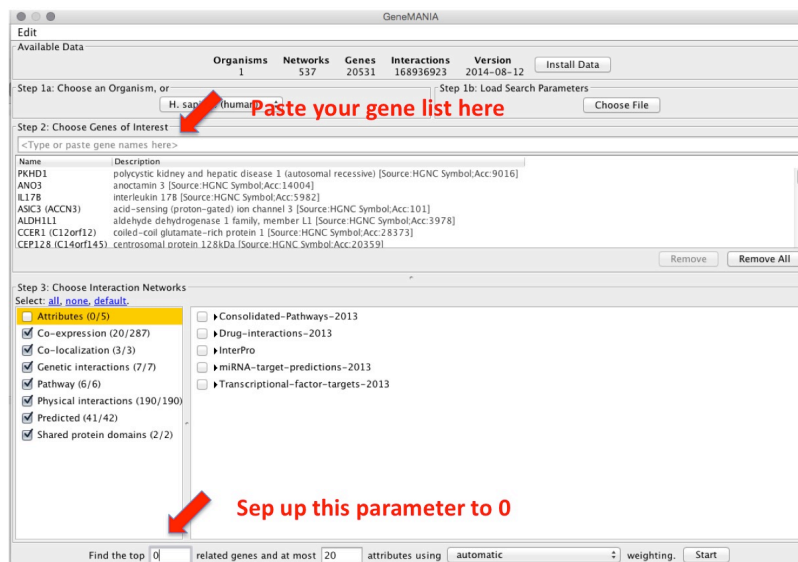 GeneMANIA
Edit
Available Data
Organisms Networks Genes Interactions Version
1 537 20531 168936923 2014-08-12
Install Data
Step 1a: Choose an Organism, or
Step 1b: Load Search Parameters
H. (human)
Choose File
Paste your gene list here
Step 2: Choose Genes of Interest
<Type or paste gene names here>
Name Description
PKHD1 polycystic kidney and hepatic disease 1 (autosomal recessive) [Source:HGNC Symbol;Acc:9016]
ANO3 anoctamin 3 [Source:HGNC Symbol;Acc:14004]
IL17B interleukin 17B [Source:HGNC Symbol;Acc:5982]
ASIC3 (ACCN3) acid-sensing (proton-gated) ion channel 3 [Source:HGNC Symbol;Acc:101]
ALDH1L1 aldehyde dehydrogenase 1 family, member L1 [Source:HGNC Symbol;Acc:3978]
CCER1 (C12orf12) coiled-coil glutamate-rich protein 1 [Source:HGNC Symbol;Acc:28373]
CEP128 (C14orf145) centrosomal protein 128kDa [Source:HGNC Symbol;Acc:20359]
Remove Remove All
Step 3: Choose Interaction Networks
Select: all, none, default.
Attributes (0/5)
Co-expression (20/287)
Co-localization (3/3)
Genetic interactions (7/7)
Pathway (6/6)
Physical interactions (190/190)
Predicted (41/42)
Shared protein domains (2/2)
Consolidated-Pathways-2013
Drug-interactions-2013
InterPro
miRNA-target-predictions-2013
Transcriptional-factor-targets-2013
Sep up this parameter to 0
Find the top 0 related genes and at most 20 attributes using automatic weighting. Start